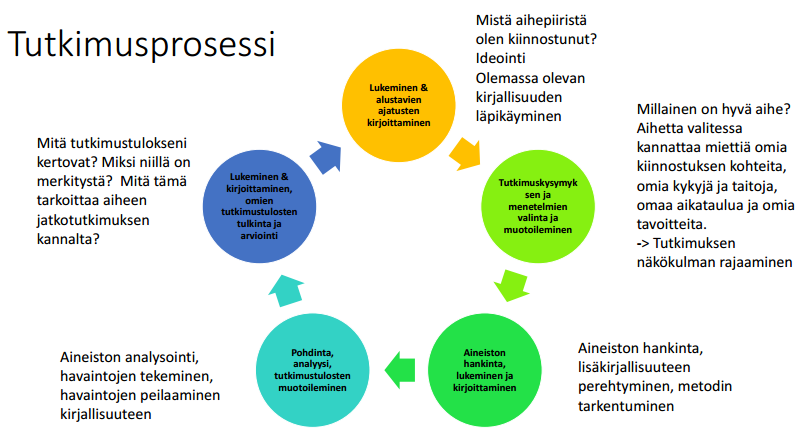 Tutkimusprosessi
Lukeminen &
alustavien
ajatusten
kirjoittaminen
Mistä aihepiiristä
olen kiinnostunut?
Ideointi
Olemassa olevan
kirjallisuuden
läpikäyminen
Tutkimuskysymyk
sen ja
menetelmien
valinta ja
muotoileminen
Millainen on hyvä aihe?
Aihetta valitessa
kannattaa miettiä omia
kiinnostuksen kohteita,
omia kykyjä ja taitoja,
omaa aikataulua ja omia
tavoitteita.
-> Tutkimuksen
näkökulman rajaaminen
Aineiston
hankinta,
lukeminen ja
kirjoittaminen
Aineiston hankinta,
lisäkirjallisuuteen
perehtyminen, metodin
tarkentuminen
Pohdinta,
analyysi,
tutkimustulosten
muotoileminen
Aineiston analysointi,
havaintojen tekeminen,
havaintojen peilaaminen
kirjallisuuteen
Lukeminen &
kirjoittaminen,
omien
tutkimustulosten
tulkinta ja
arviointi
Mitä tutkimustulokseni
kertovat? Miksi niillä on
merkitystä? Mitä tämä
tarkoittaa aiheen
jatkotutkimuksen
kannalta?